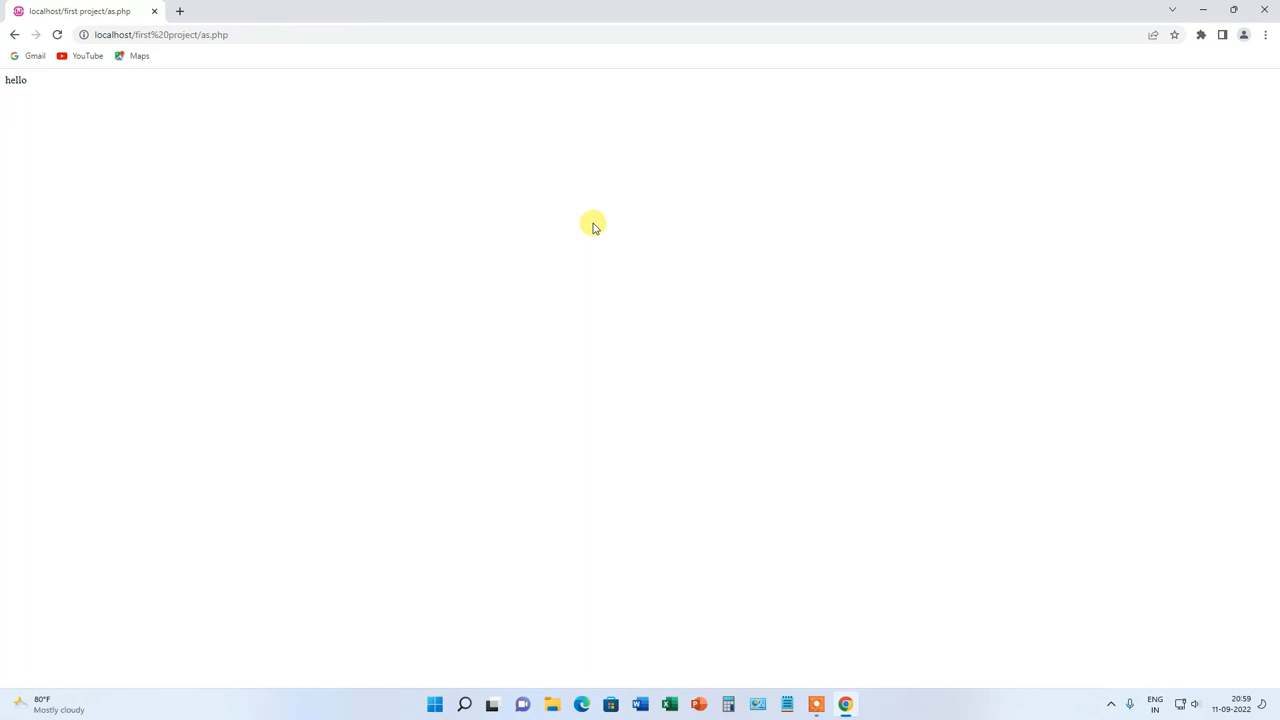 localhost/first project/as.php
localhost/first%20project/as.php
Gmail YouTube Maps
hello
80°F
Mostly cloudy
ENG
IN
20:59
11-09-2022